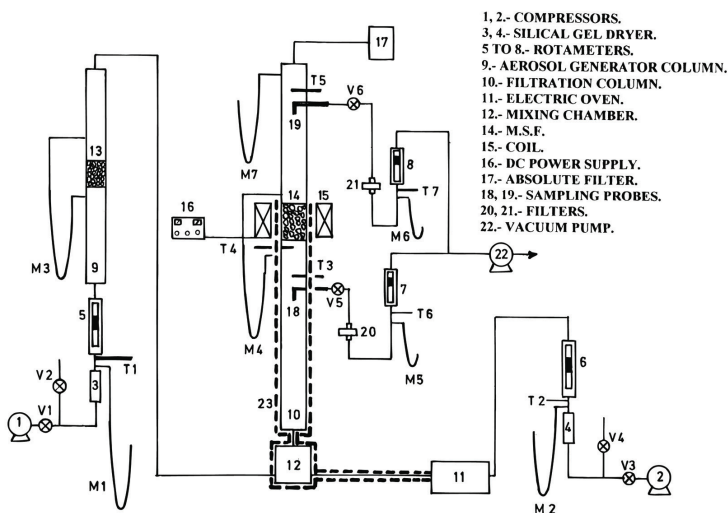 1, 2.- COMPRESSORS.
3, 4.- SILICAL GEL DRYER.
5 TO 8.- ROTAMETERS.
9.- AEROSOL GENERATOR COLUMN.
10.- FILTRATION COLUMN.
11.- ELECTRIC OVEN.
12.- MIXING CHAMBER.
14.- M.S.F.
15.- COIL.
16.- DC POWER SUPPLY.
17.- ABSOLUTE FILTER.
18, 19.- SAMPLING PROBES.
20, 21.- FILTERS.
22.- VACUUM PUMP.
17
T5
V6
19
13
M7
8
21
14
15
T7
16
M6
T4
22
M3
9
T3
V5
7
18
5
M4
20
T6
6
V2
T1
M5
3
23
T2
V1
10
4
V4
1
12
11
V3
2
M1
M2